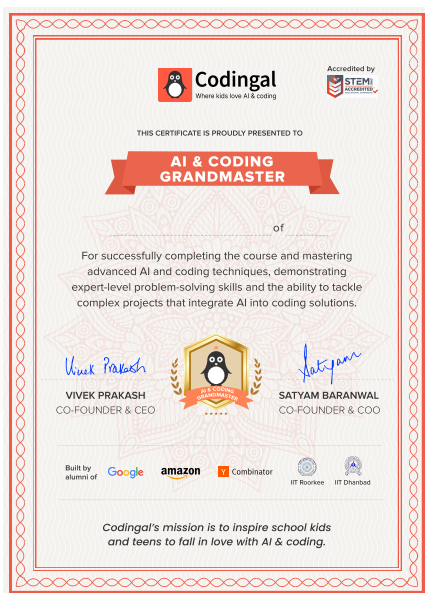 Codingal
Where kids love AI & coding
Accredited by
STEM
ACCREDITED
THIS CERTIFICATE IS PROUDLY PRESENTED TO
AI & CODING
GRANDMASTER
of
For successfully completing the course and mastering
advanced AI and coding techniques, demonstrating
expert-level problem-solving skills and the ability to tackle
complex projects that integrate AI into coding solutions.
Vivek Prakash
Satyam
AI & CODING
GRANDMASTER
VIVEK PRAKASH
CO-FOUNDER & CEO
SATYAM BARANWAL
CO-FOUNDER & COO
Built by
alumni of
Google
amazon
Y Combinator
IIT Roorkee
IIT Dhanbad
Codingal's mission is to inspire school kids
and teens to fall in love with AI & coding.